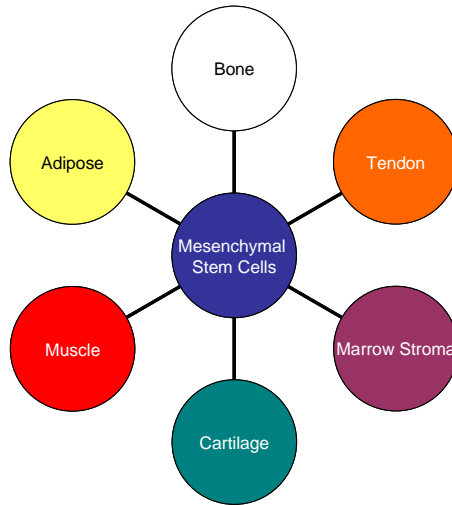 Bone
Adipose
Tendon
Mesenchymal
Stem Cells
Muscle
Marrow Stroma
Cartilage